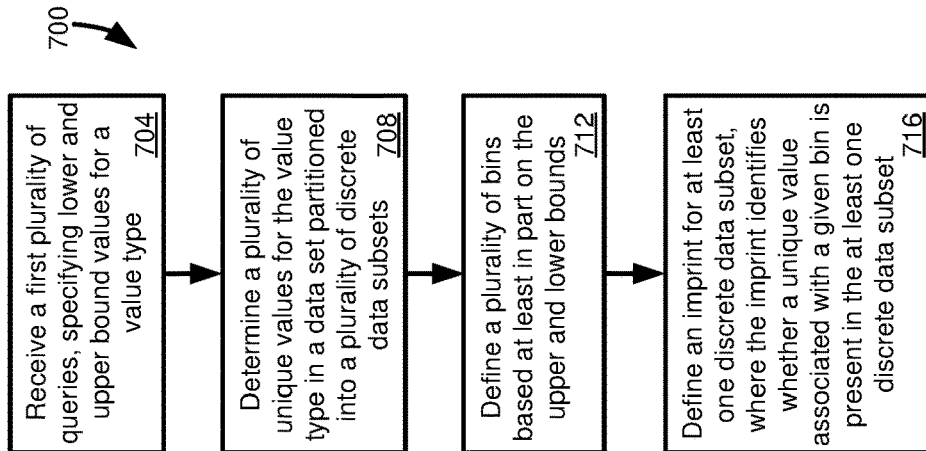 700
Receive a first plurality of
queries, specifying lower and
upper bound values for a
value type
704
Determine a plurality of
unique values for the value
type in a data set partitioned
into a plurality of discrete
data subsets
708
Define a plurality of bins
based at least in part on the
upper and lower bounds
712
Define an imprint for at least
one discrete data subset,
where the imprint identifies
whether a unique value
associated with a given bin is
present in the at least one
discrete data subset
716